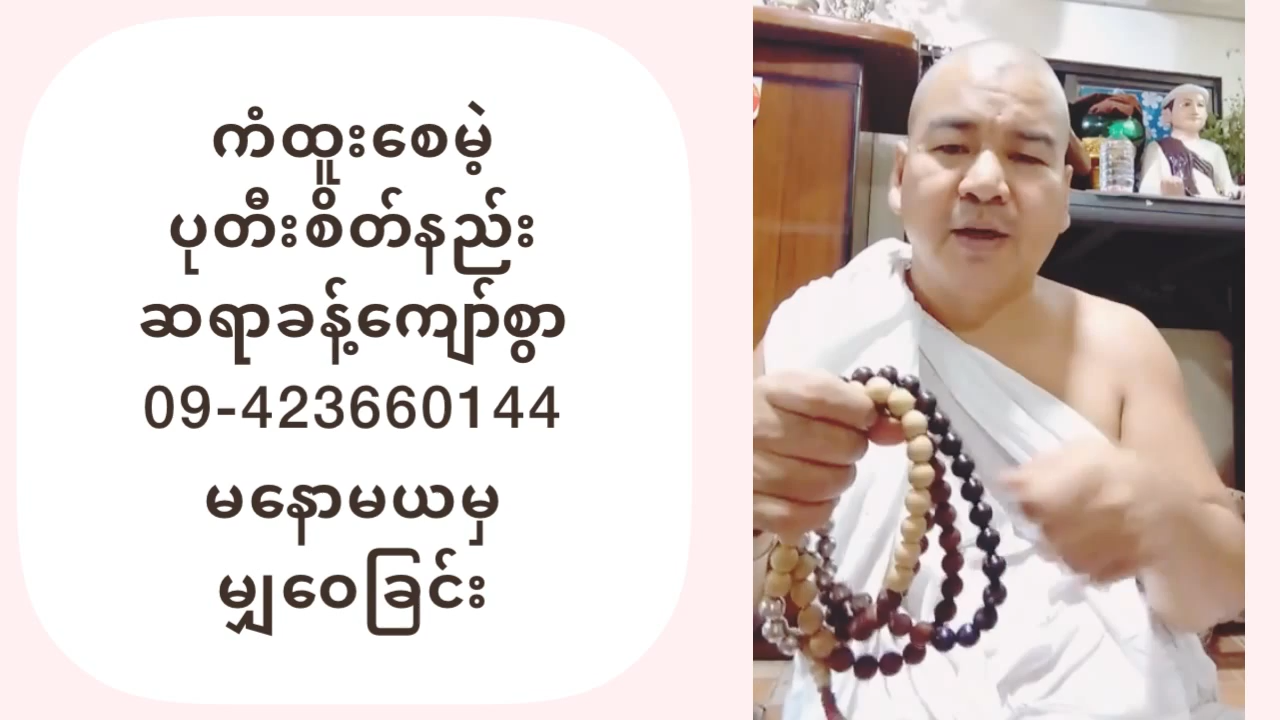 ကံထူးစေမဲ့
ပုတီးစိတ်နည်း
ဆရာခန့်ကျော်စွာ
09-423660144
မနောမယမှ
မျှဝေခြင်း